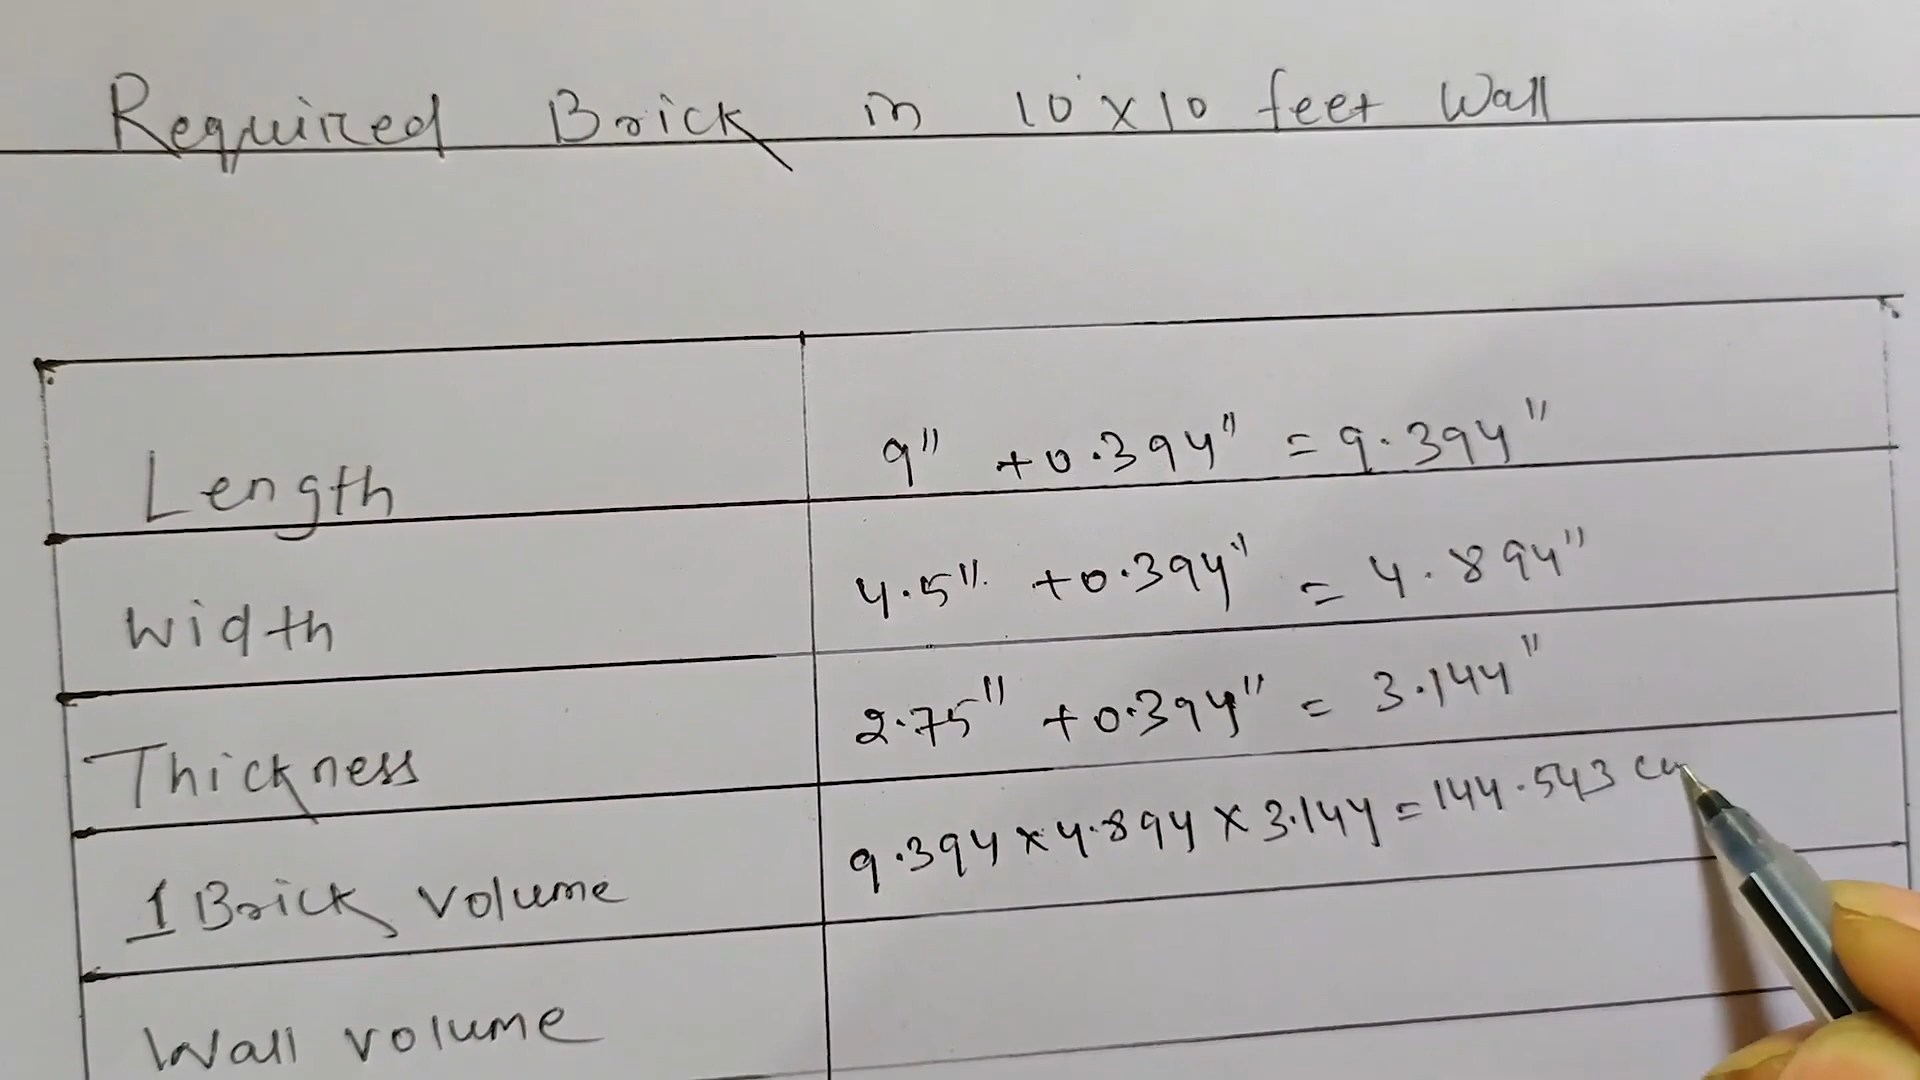 Required Brick in 10x10 feet Wall
Length 9" +0.394" = 9.394"
Width 4.5" +0.394" = 4.894"
Thickness 2.75" +0.394" = 3.144"
1 Brick volume 9.394 x 4.894 x 3.144 = 144.543 cu
Wall volume